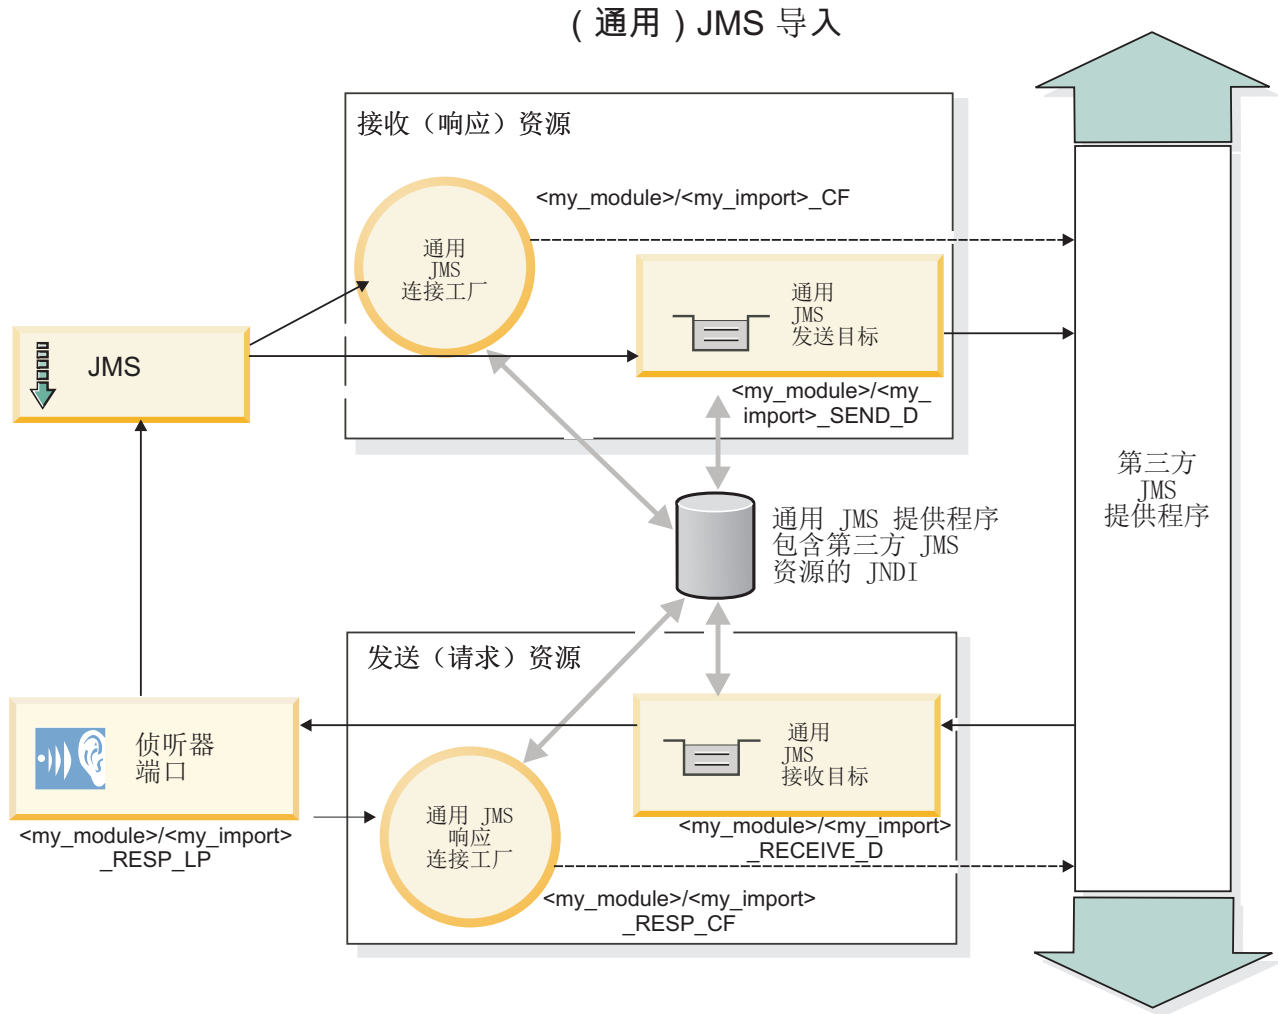 （通用）JMS 导入
接收（响应）资源
<my_module>/<my_import>_CF
通用
JMS
连接工厂
通用
JMS
发送目标
JMS
<my_module>/<my_
import>_SEND_D
第三方
JMS
提供程序
通用 JMS 提供程序
包含第三方 JMS
资源的 JNDI
发送（请求）资源
侦听器
端口
通用
JMS
接收目标
<my_module>/<my_import>
_RESP_LP
通用 JMS
响应
连接工厂
<my_module>/<my_import>
_RECEIVE_D
<my_module>/<my_import>
_RESP_CF